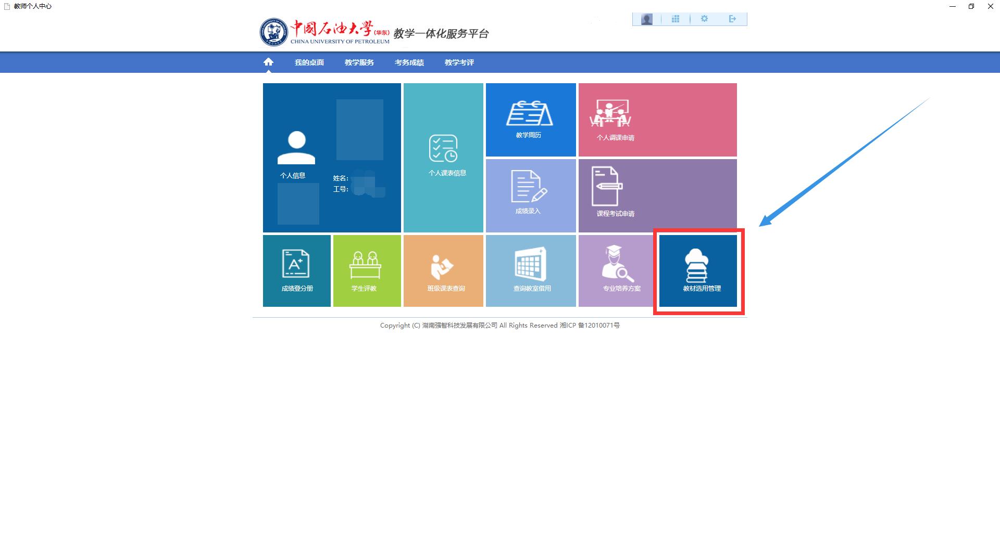 教师个人中心
中國石油大學(华东) 教学一体化服务平台
CHINA UNIVERSITY OF PETROLEUM
我的桌面 教学服务 考务成绩 教学考评
教学周历
个人调课申请
个人信息
姓名：
工号：
个人课表信息
成绩录入
课程考试申请
A+
成绩登分册
学生评教
班级课表查询
查询教室借用
专业培养方案
教材选用管理
Copyright (C) 湖南强智科技发展有限公司 All Rights Reserved 湘ICP 备12010071号